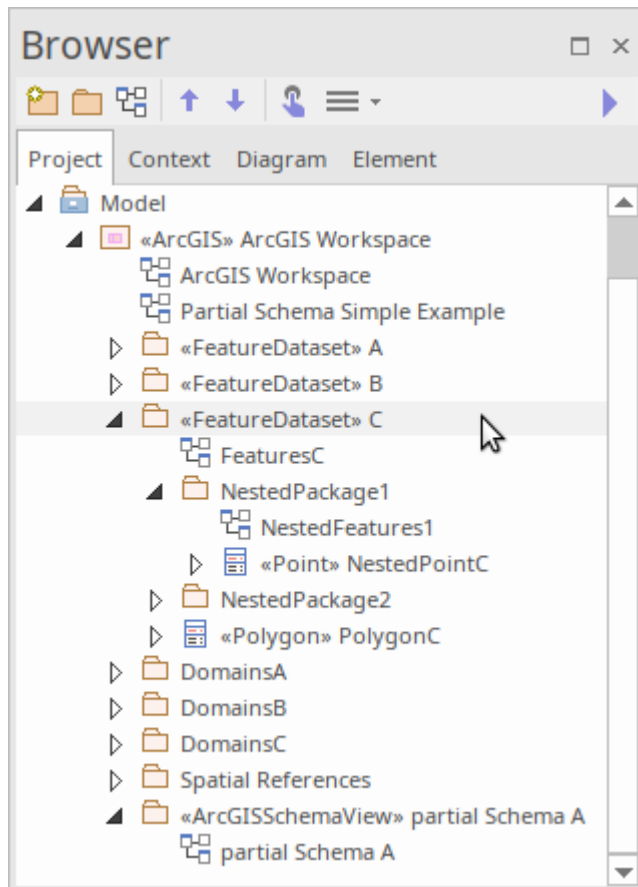 Browser
Project Context Diagram Element
Model
«ArcGIS» ArcGIS Workspace
ArcGIS Workspace
Partial Schema Simple Example
«FeatureDataset» A
«FeatureDataset» B
«FeatureDataset» C
FeaturesC
NestedPackage1
NestedFeatures1
«Point» NestedPointC
NestedPackage2
«Polygon» PolygonC
DomainsA
DomainsB
DomainsC
Spatial References
«ArcGISSchemaView» partial Schema A
partial Schema A